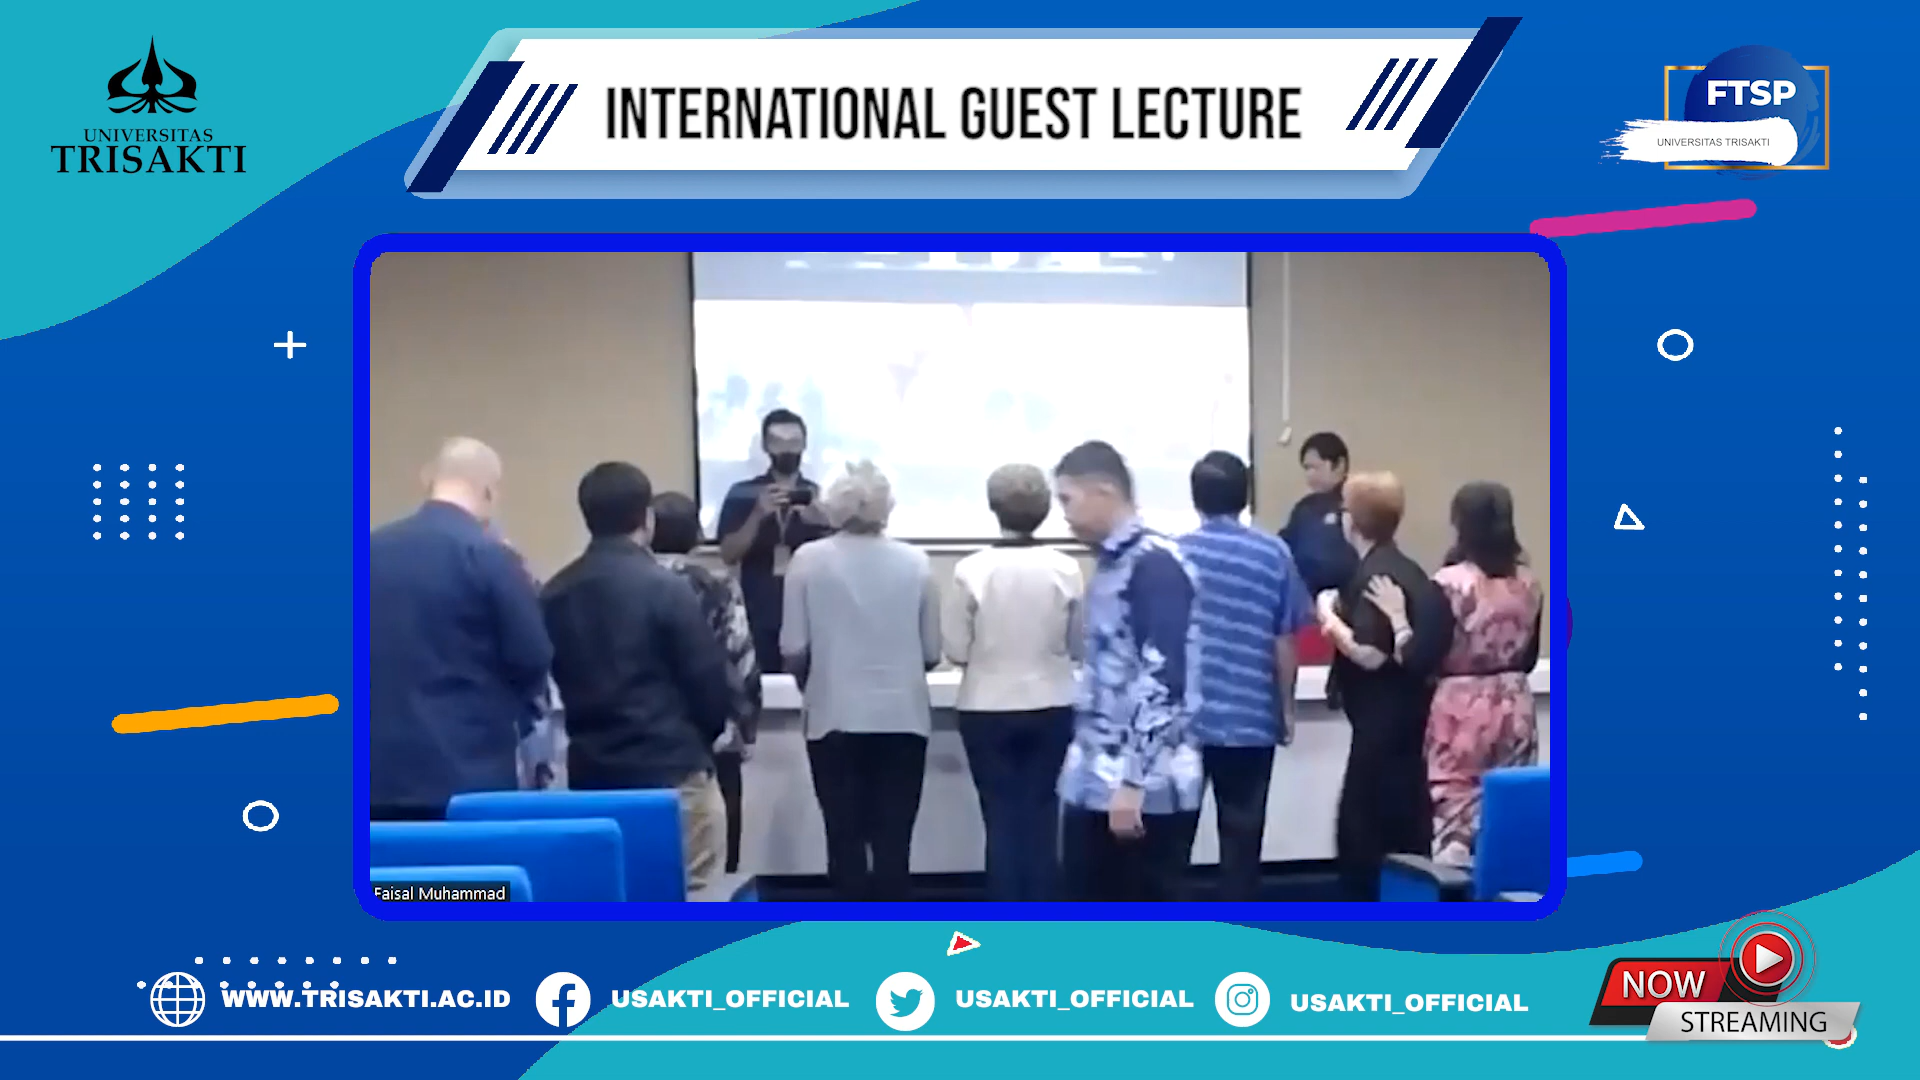 UNIVERSITAS
TRISAKTI
INTERNATIONAL GUEST LECTURE
FTSP
UNIVERSITAS TRISAKTI
Faisal Muhammad
WWW.TRISAKTI.AC.ID
USAKTI_OFFICIAL
USAKTI_OFFICIAL
USAKTI_OFFICIAL
NOW
STREAMING